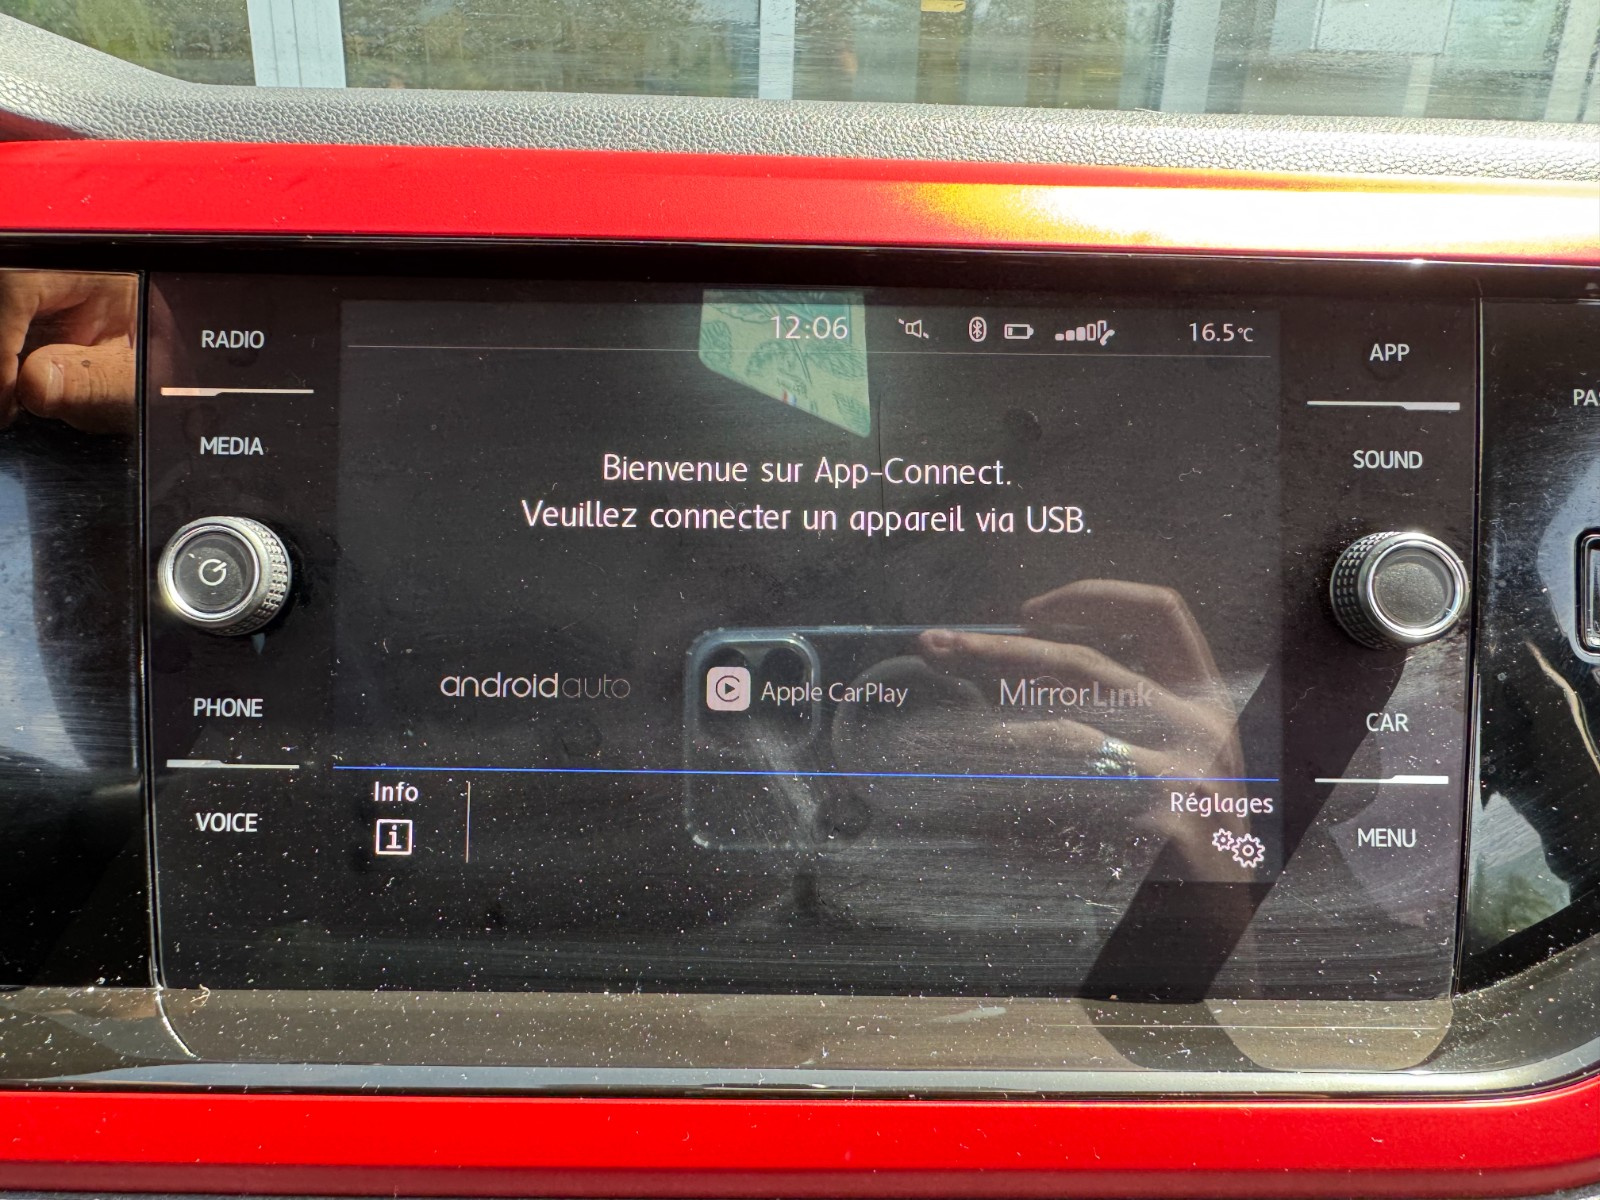 RADIO
MEDIA
PHONE
VOICE
12:06
16.5°C
Bienvenue sur App-Connect.
Veuillez connecter un appareil via USB.
androidauto
Apple CarPlay
MirrorLink
Info
i
Réglages
APP
SOUND
CAR
MENU